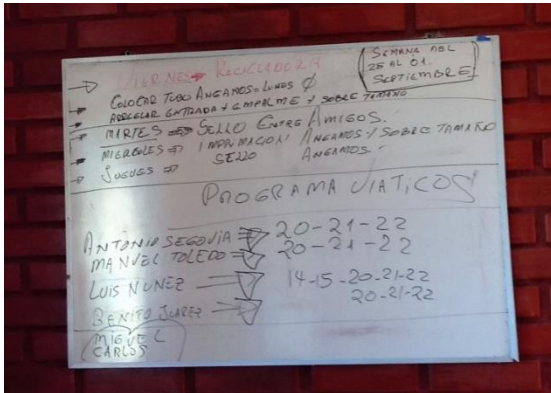 VIERNES → RECICLADORA
(SEMANA DEL
25 AL 01.
SEPTIEMBRE)
COLOCAR TUBO ANGAMOS = LUNES Ø
ARREGLAR ENTRADA Y EMPALME Y SOBRE TAMAÑO
MARTES ⇒ SELLO ENTRE AMIGOS.
MIERCOLES ⇒ IMPRIMACION ANGAMOS Y SOBRE TAMAÑO
JUEVES ⇒ SELLO ANGAMOS.
PROGRAMA VIATICOS
ANTONIO SEGOVIA 20-21-22
MANUEL TOLEDO 20-21-22
LUIS NUNEZ 14-15-20-21-22
BENITO JUAREZ 20-21-22
MIGUEL
CARLOS